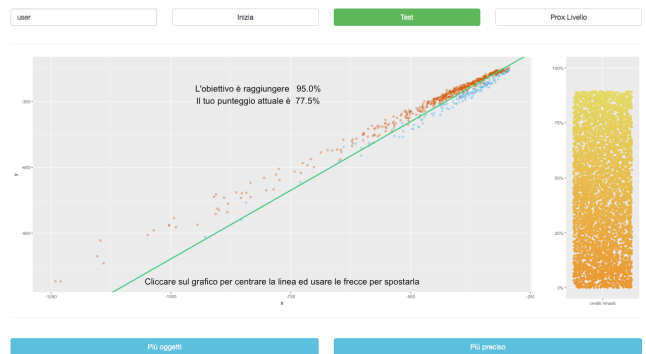 user
Inizia
Test
Prox Livello
L'obiettivo è raggiungere 95.0%
Il tuo punteggio attuale è 77.5%
Cliccare sul grafico per centrare la linea ed usare le frecce per spostarla
y
-1250
-1000
-750
-500
-250
x
100%
75%
50%
25%
0%
crediti rimasti
Più oggetti
Più preciso